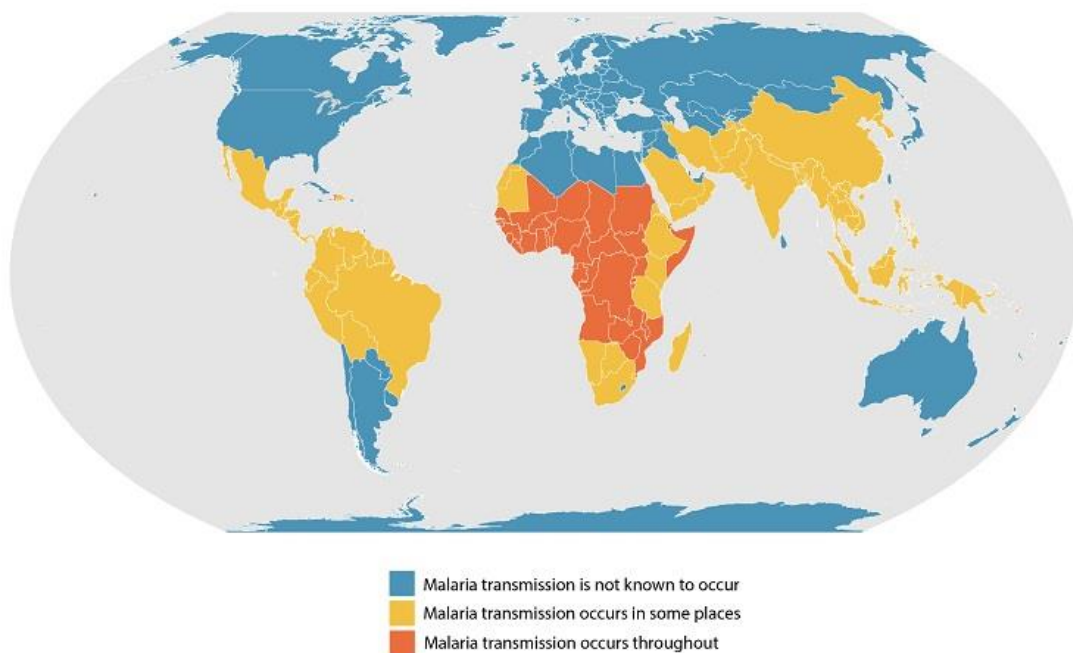 Malaria transmission is not known to occur
Malaria transmission occurs in some places
Malaria transmission occurs throughout